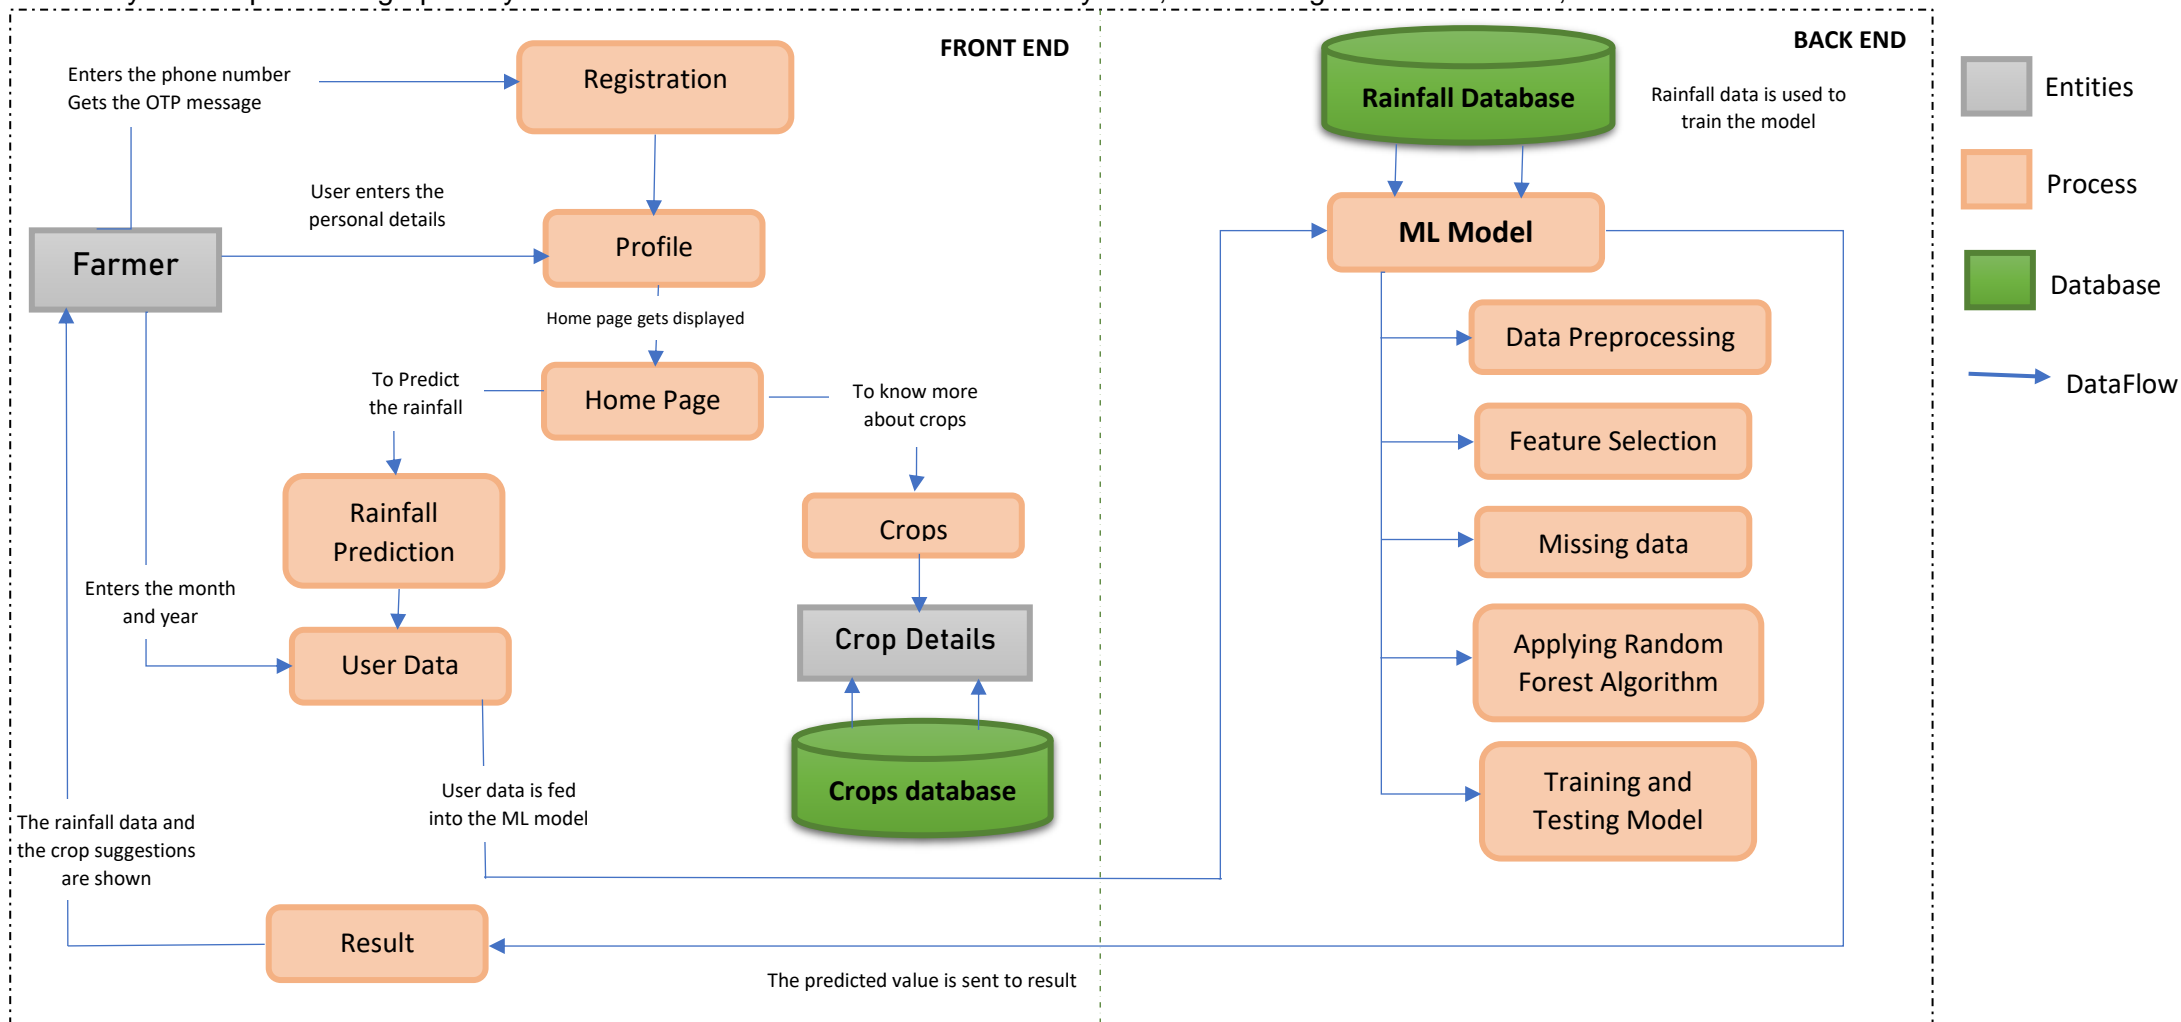 FRONT END
BACK END
Enters the phone number
Gets the OTP message
Registration
Rainfall Database
Rainfall data is used to
train the model
Entities
Process
Database
DataFlow
User enters the
personal details
Farmer
Profile
ML Model
Home page gets displayed
To Predict
the rainfall
Home Page
To know more
about crops
Data Preprocessing
Feature Selection
Missing data
Applying Random
Forest Algorithm
Training and
Testing Model
Rainfall
Prediction
Crops
Enters the month
and year
User Data
Crop Details
Crops database
User data is fed
into the ML model
The rainfall data and
the crop suggestions
are shown
Result
The predicted value is sent to result